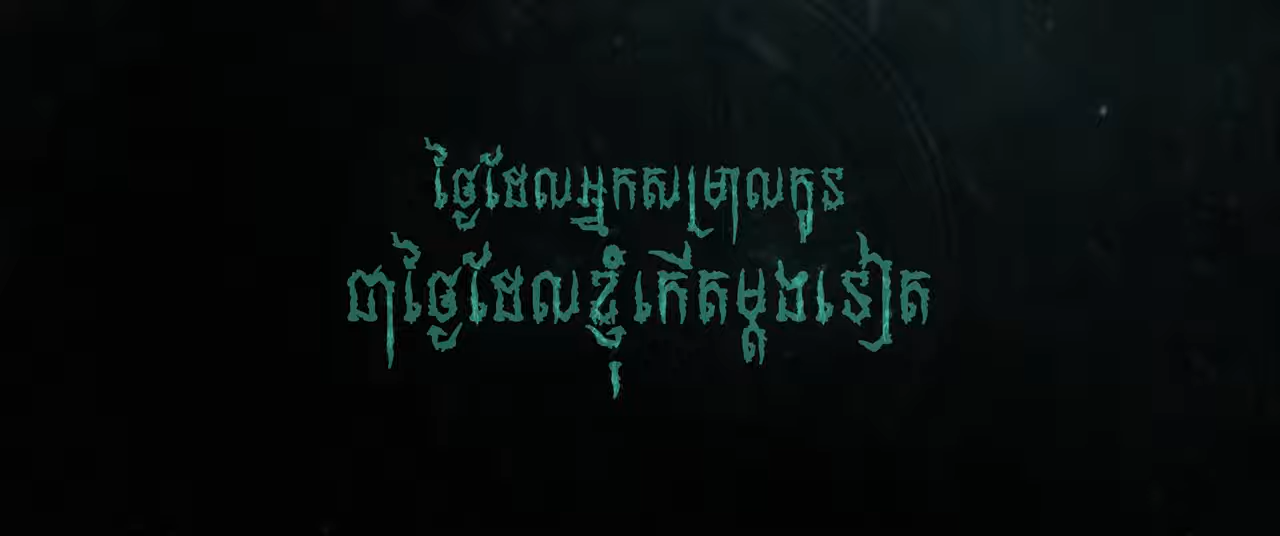 ថ្ងៃដែលអ្នកសម្រាលកូន
ជាថ្ងៃដែលខ្ញុំកើតម្ដងទៀត